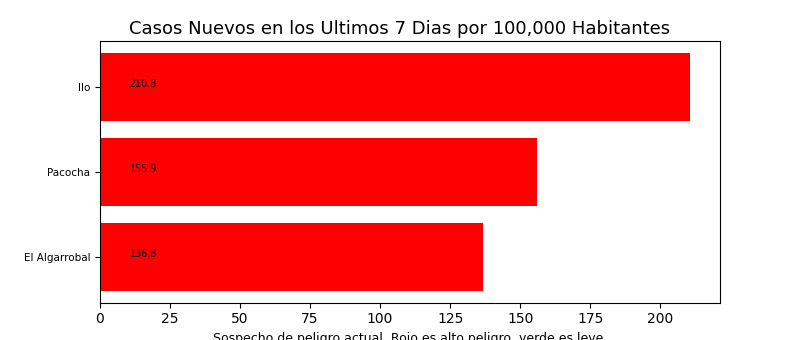 Casos Nuevos en los Ultimos 7 Dias por 100,000 Habitantes
Ilo
210.8
Pacocha
155.9
El Algarrobal
136.8
0 25 50 75 100 125 150 175 200
Sospecho de peligro actual. Rojo es alto peligro, verde es leve